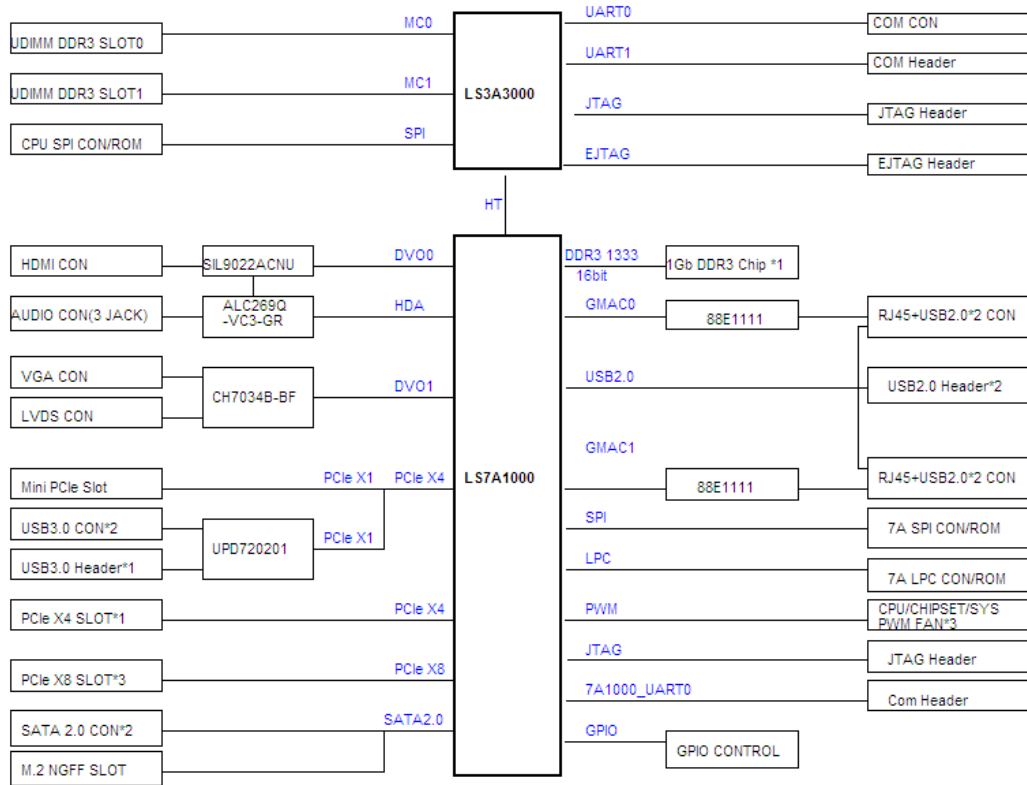 UDIMM DDR3 SLOT0
MC0
UDIMM DDR3 SLOT1
MC1
CPU SPI CON/ROM
SPI
LS3A3000
UART0
COM CON
UART1
COM Header
JTAG
JTAG Header
EJTAG
EJTAG Header
HT
HDMI CON
SIL9022ACNU
DVO0
AUDIO CON(3 JACK)
ALC269Q
-VC3-GR
HDA
VGA CON
LVDS CON
CH7034B-BF
DVO1
Mini PCIe Slot
PCIe X1
PCIe X4
USB3.0 CON*2
USB3.0 Header*1
UPD720201
PCIe X1
PCIe X4 SLOT*1
PCIe X4
PCIe X8 SLOT*3
PCIe X8
SATA 2.0 CON*2
SATA2.0
M.2 NGFF SLOT
LS7A1000
DDR3 1333
16bit
1Gb DDR3 Chip *1
GMAC0
88E1111
RJ45+USB2.0*2 CON
USB2.0
USB2.0 Header*2
GMAC1
88E1111
RJ45+USB2.0*2 CON
SPI
7A SPI CON/ROM
LPC
7A LPC CON/ROM
PWM
CPU/CHIPSET/SYS
PWM FAN*3
JTAG
JTAG Header
7A1000_UART0
Com Header
GPIO
GPIO CONTROL